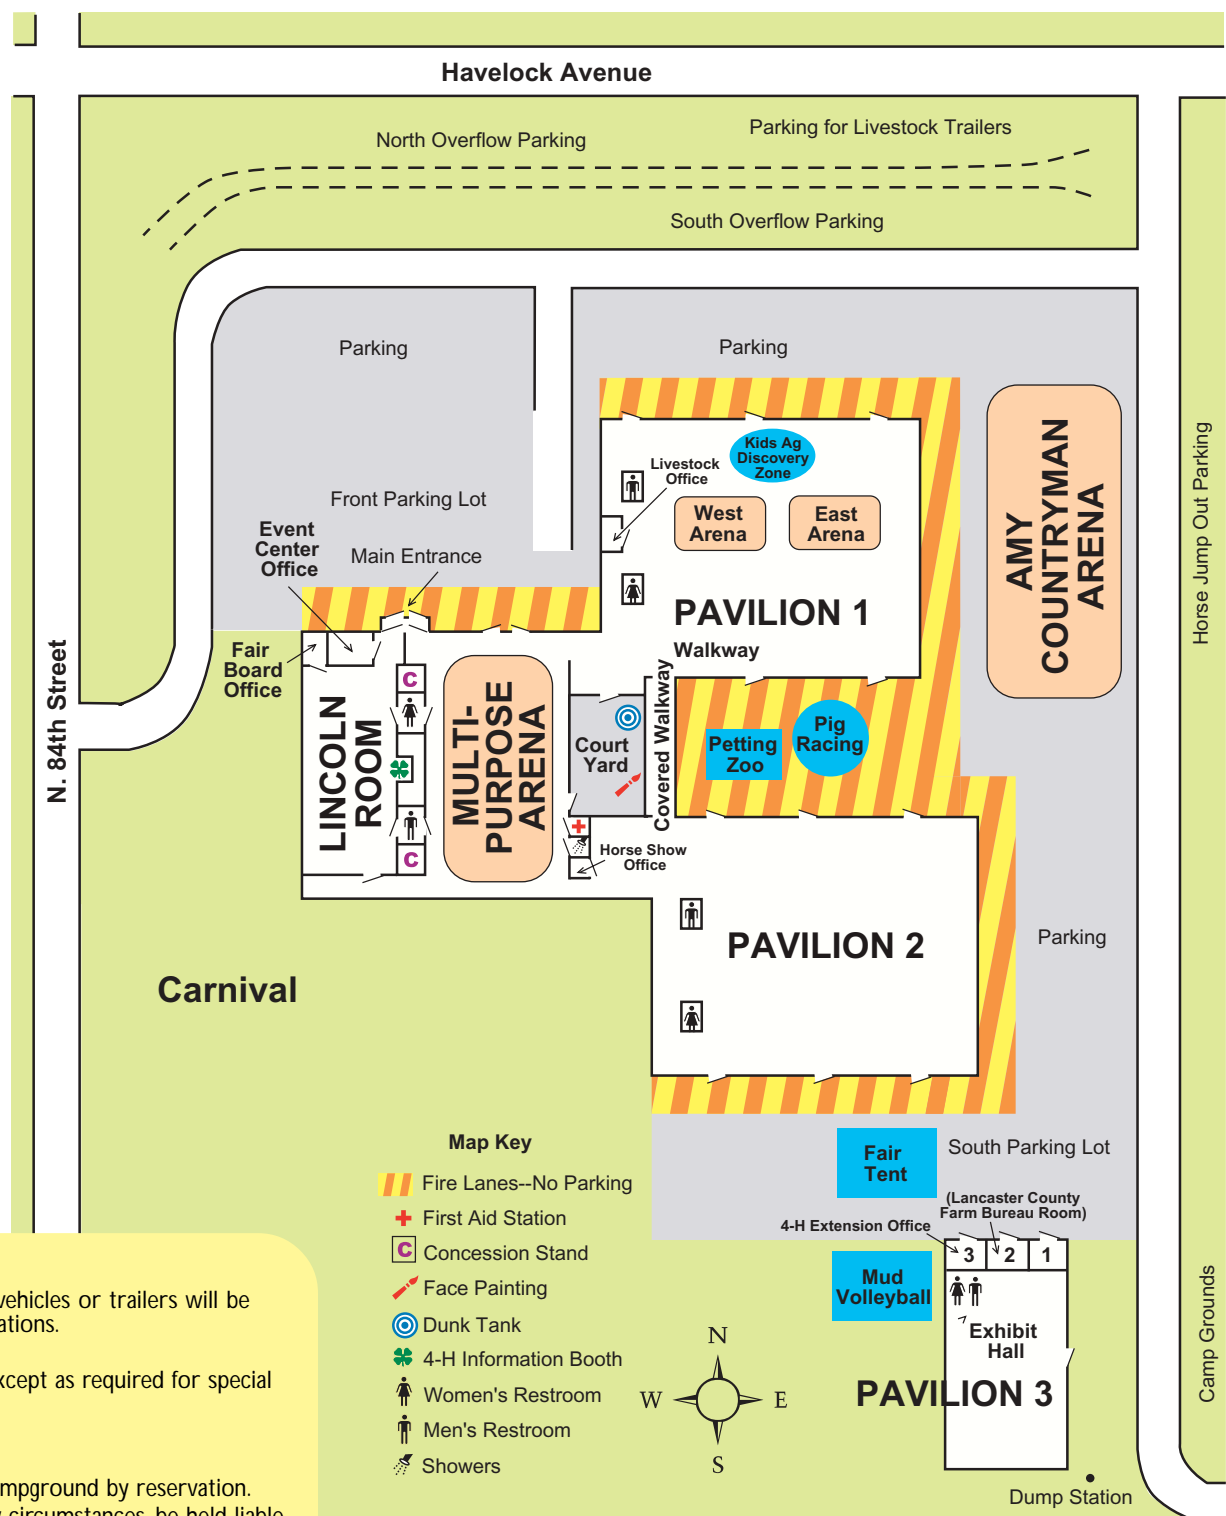 Havelock Avenue
North Overflow Parking
Parking for Livestock Trailers
South Overflow Parking
Parking
Parking
Kids Ag
Discovery
Zone
Livestock
Office
West
Arena
East
Arena
AMY
COUNTRYMAN
ARENA
Horse Jump Out Parking
Front Parking Lot
Event
Center
Office
Main Entrance
PAVILION 1
Walkway
Fair
Board
Office
N. 84th Street
C
LINCOLN
ROOM
MULTI-
PURPOSE
ARENA
Court
Yard
Covered Walkway
Petting
Zoo
Pig
Racing
C
Horse Show
Office
PAVILION 2
Parking
Carnival
Map Key
Fire Lanes--No Parking
First Aid Station
C Concession Stand
Face Painting
Dunk Tank
4-H Information Booth
Women's Restroom
Men's Restroom
Showers
N
W
E
S
Fair
Tent
South Parking Lot
(Lancaster County
Farm Bureau Room)
4-H Extension Office
3 2 1
Mud
Volleyball
Exhibit
Hall
PAVILION 3
Camp Grounds
Dump Station
vehicles or trailers will be
ations.
xcept as required for special
mpground by reservation.
circumstances be held liable